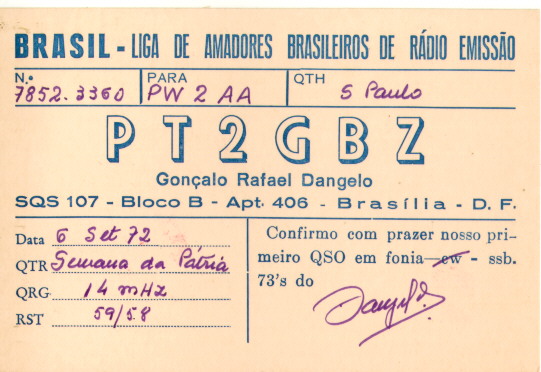 BRASIL - LIGA DE AMADORES BRASILEIROS DE RÁDIO EMISSÃO
N.º PARA QTH
7852.3360 PW 2 AA S Paulo
PT2GBZ
Gonçalo Rafael Dangelo
SQS 107 - Bloco B - Apt. 406 - Brasília - D. F.
Data 6 Set 72
QTR Semana da Pátria
QRG 14 mHz
RST 59/58
Confirmo com prazer nosso pri-
meiro QSO em fonia-cw - ssb.
73's do
Dangelo